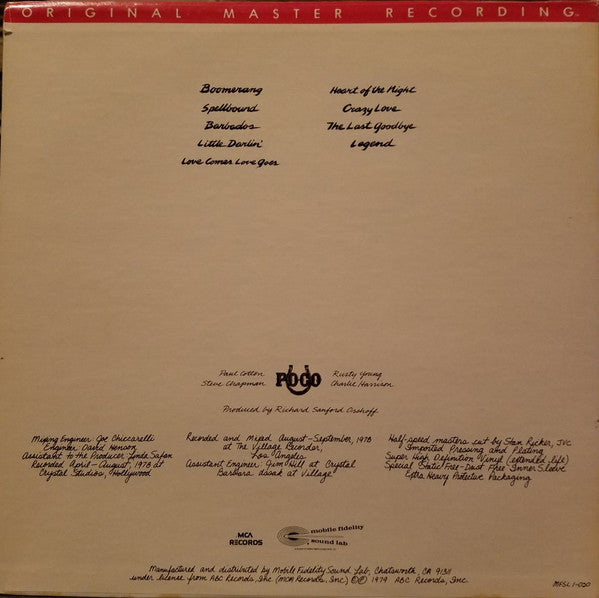 ORIGINAL MASTER RECORDING
Boomerang
Spellbound
Barbados
Little Darlin'
Love Comes Love Goes
Heart of the Night
Crazy Love
The Last Goodbye
Legend
Paul Cotton
Steve Chapman
POCO
Rusty Young
Charlie Harrison
Produced by Richard Sanford Orshoff
Mixing Engineer Joe Chiccarelli
Engineer David Henson
Assistant to the Producer Linda Safan
Recorded April-August, 1978 at
Crystal Studios, Hollywood
Recorded and Mixed August-September, 1978
at The Village Recorder,
Los Angeles
Assistant Engineer: Jim Hill at Crystal
Barbara Issak at Village
Half-speed masters cut by Stan Ricker, JVC
Imported Pressing and Plating
Super High Definition Vinyl (extended life)
Special Static Free-Dust Free Inner Sleeve
Extra Heavy Protective Packaging
MCA
RECORDS
mobile fidelity
sound lab
Manufactured and distributed by Mobile Fidelity Sound Lab, Chatsworth, CA 91311
under license from ABC Records, Inc. (MCA Records, Inc.) © ℗ 1979 ABC Records, Inc.
MFSL 1-020